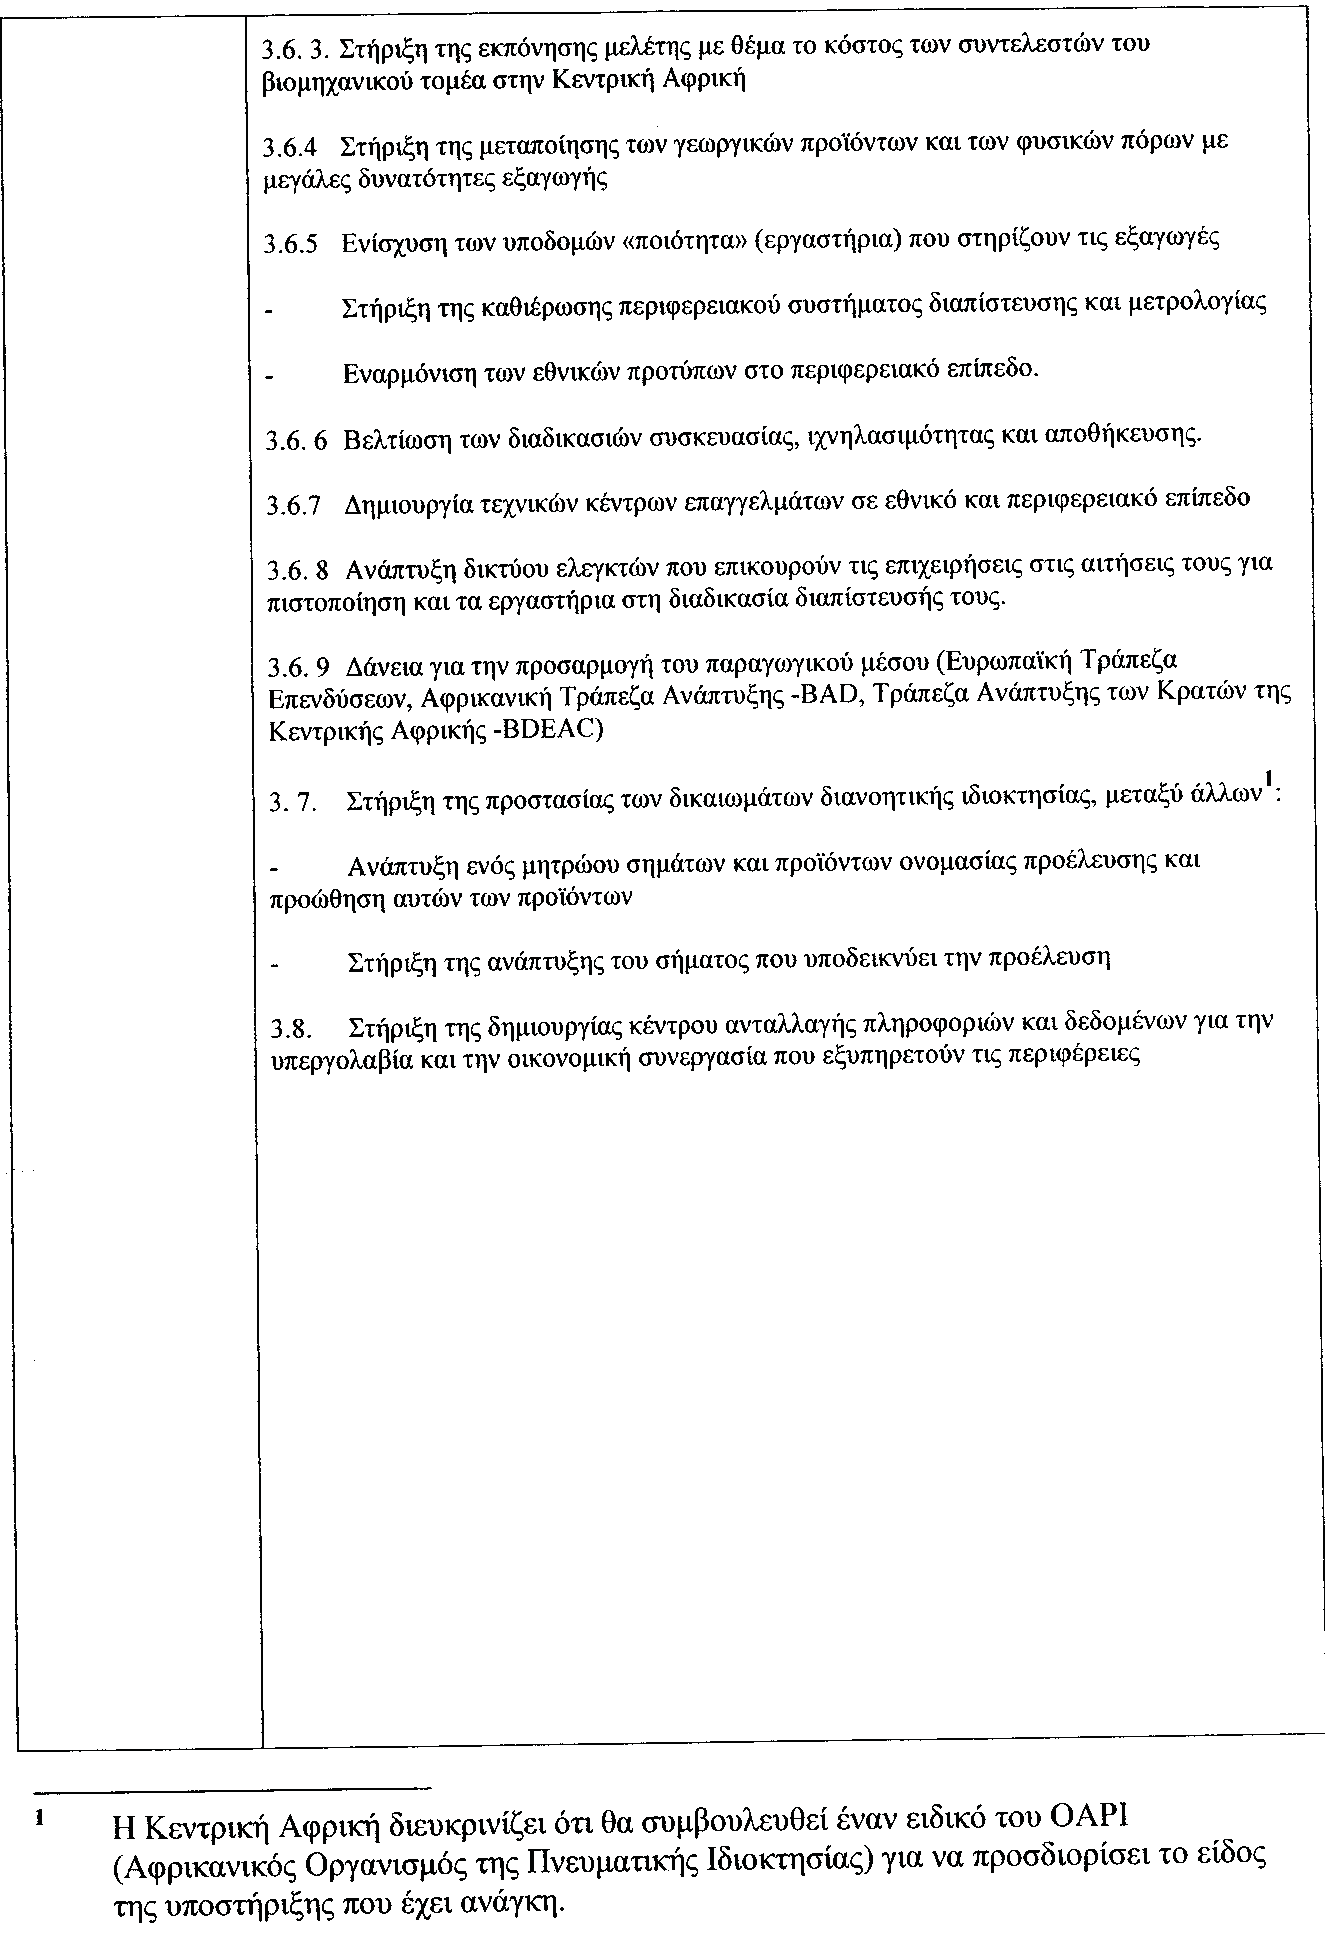 3.6. 3. Στήριξη της εκπόνησης μελέτης με θέμα το κόστος των συντελεστών του
βιομηχανικού τομέα στην Κεντρική Αφρική
3.6.4 Στήριξη της μεταποίησης των γεωργικών προϊόντων και των φυσικών πόρων με
μεγάλες δυνατότητες εξαγωγής
3.6.5 Ενίσχυση των υποδομών «ποιότητα» (εργαστήρια) που στηρίζουν τις εξαγωγές
- Στήριξη της καθιέρωσης περιφερειακού συστήματος διαπίστευσης και μετρολογίας
- Εναρμόνιση των εθνικών προτύπων στο περιφερειακό επίπεδο.
3.6. 6 Βελτίωση των διαδικασιών συσκευασίας, ιχνηλασιμότητας και αποθήκευσης.
3.6.7 Δημιουργία τεχνικών κέντρων επαγγελμάτων σε εθνικό και περιφερειακό επίπεδο
3.6. 8 Ανάπτυξη δικτύου ελεγκτών που επικουρούν τις επιχειρήσεις στις αιτήσεις τους για
πιστοποίηση και τα εργαστήρια στη διαδικασία διαπίστευσής τους.
3.6. 9 Δάνεια για την προσαρμογή του παραγωγικού μέσου (Ευρωπαϊκή Τράπεζα
Επενδύσεων, Αφρικανική Τράπεζα Ανάπτυξης -BAD, Τράπεζα Ανάπτυξης των Κρατών της
Κεντρικής Αφρικής -BDEAC)
3. 7. Στήριξη της προστασίας των δικαιωμάτων διανοητικής ιδιοκτησίας, μεταξύ άλλων¹:
- Ανάπτυξη ενός μητρώου σημάτων και προϊόντων ονομασίας προέλευσης και
προώθηση αυτών των προϊόντων
- Στήριξη της ανάπτυξης του σήματος που υποδεικνύει την προέλευση
3.8. Στήριξη της δημιουργίας κέντρου ανταλλαγής πληροφοριών και δεδομένων για την
υπεργολαβία και την οικονομική συνεργασία που εξυπηρετούν τις περιφέρειες
1 Η Κεντρική Αφρική διευκρινίζει ότι θα συμβουλευθεί έναν ειδικό του OAPI
(Αφρικανικός Οργανισμός της Πνευματικής Ιδιοκτησίας) για να προσδιορίσει το είδος
της υποστήριξης που έχει ανάγκη.